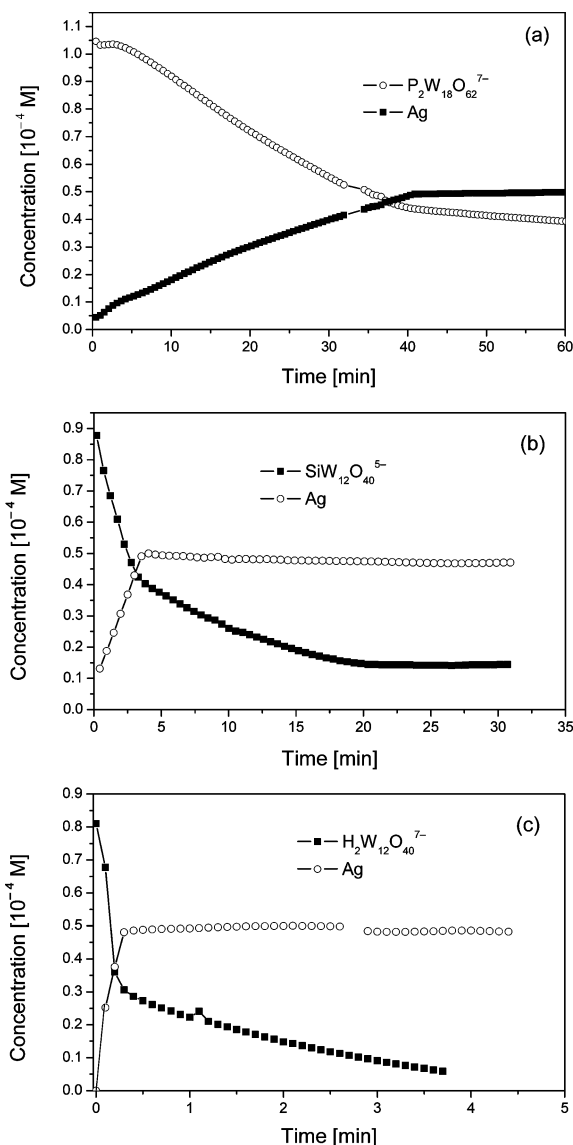 (a)
P₂W₁₈O₆₂⁷⁻
Ag
Concentration [10⁻⁴ M]
1.1
1.0
0.9
0.8
0.7
0.6
0.5
0.4
0.3
0.2
0.1
0.0
0 10 20 30 40 50 60
Time [min]
(b)
SiW₁₂O₄₀⁵⁻
Ag
Concentration [10⁻⁴ M]
0.9
0.8
0.7
0.6
0.5
0.4
0.3
0.2
0.1
0.0
0 5 10 15 20 25 30 35
Time [min]
(c)
H₂W₁₂O₄₀⁷⁻
Ag
Concentration [10⁻⁴ M]
0.9
0.8
0.7
0.6
0.5
0.4
0.3
0.2
0.1
0.0
0 1 2 3 4 5
Time [min]